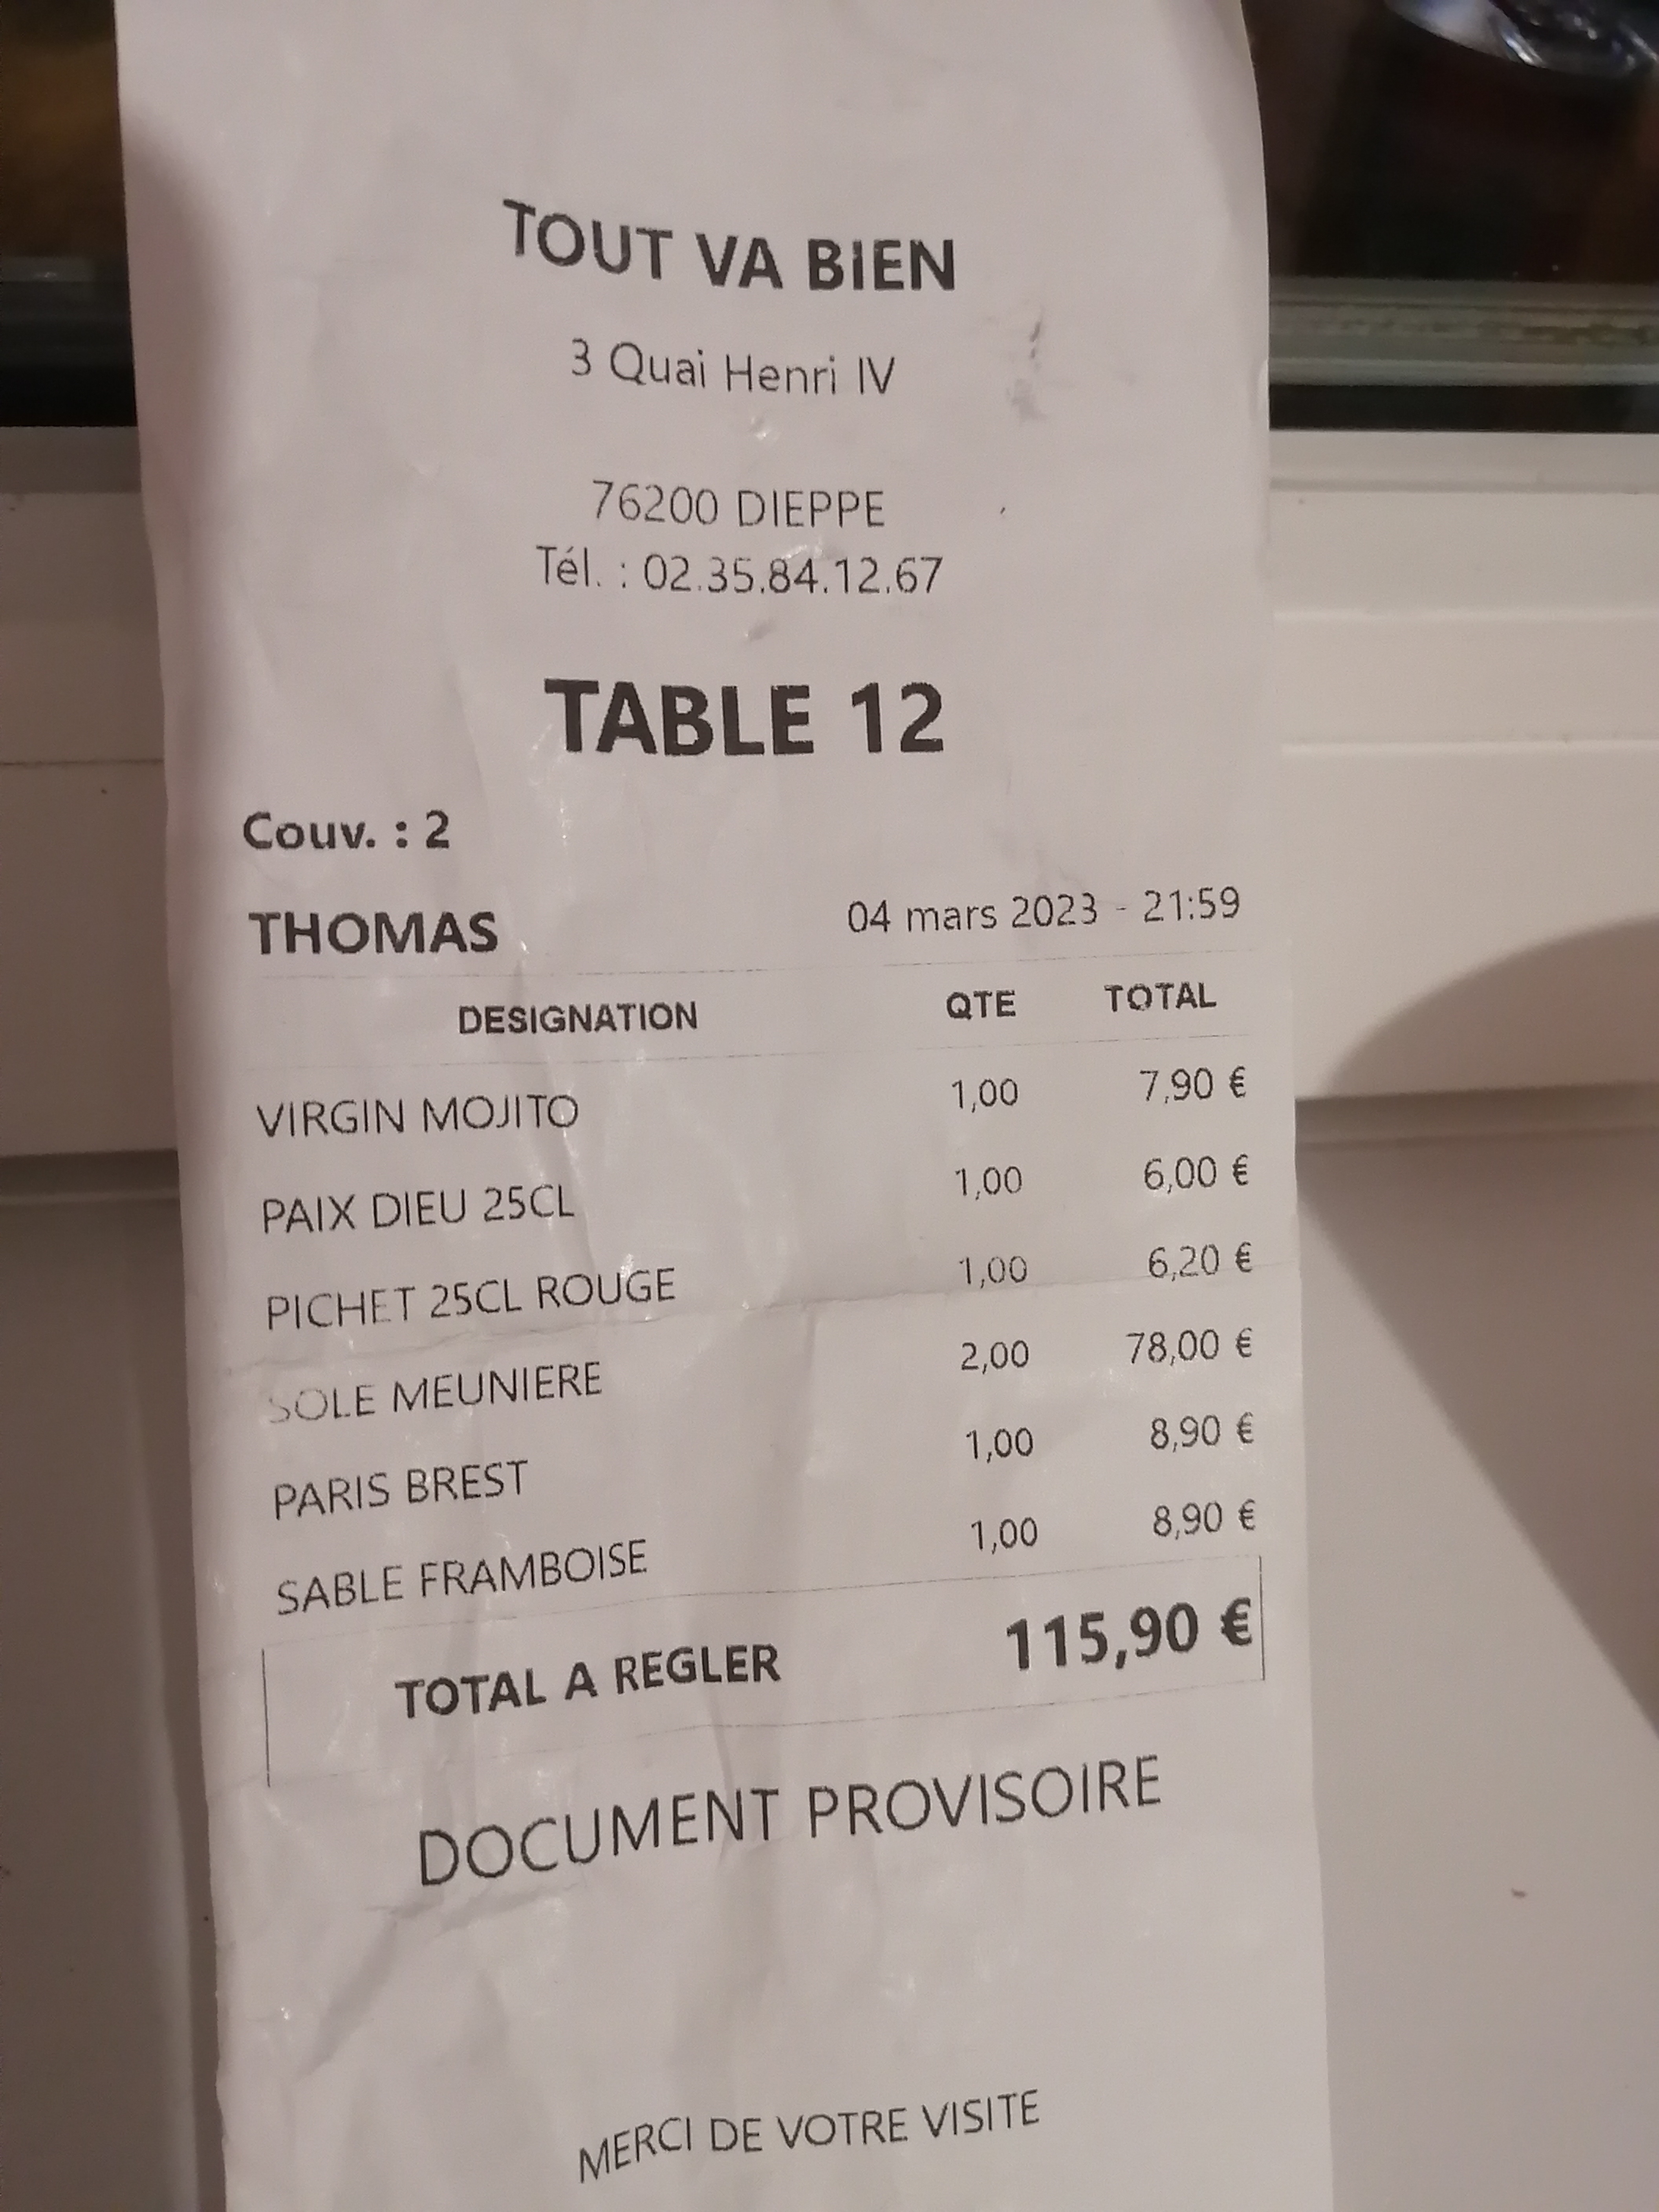 TOUT VA BIEN
3 Quai Henri IV
76200 DIEPPE
Tél. : 02.35.84.12.67
TABLE 12
Couv. : 2
THOMAS 04 mars 2023 - 21:59
DESIGNATION QTE TOTAL
VIRGIN MOJITO 1,00 7,90 €
PAIX DIEU 25CL 1,00 6,00 €
PICHET 25CL ROUGE 1,00 6,20 €
SOLE MEUNIERE 2,00 78,00 €
PARIS BREST 1,00 8,90 €
SABLE FRAMBOISE 1,00 8,90 €
TOTAL A REGLER 115,90 €
DOCUMENT PROVISOIRE
MERCI DE VOTRE VISITE